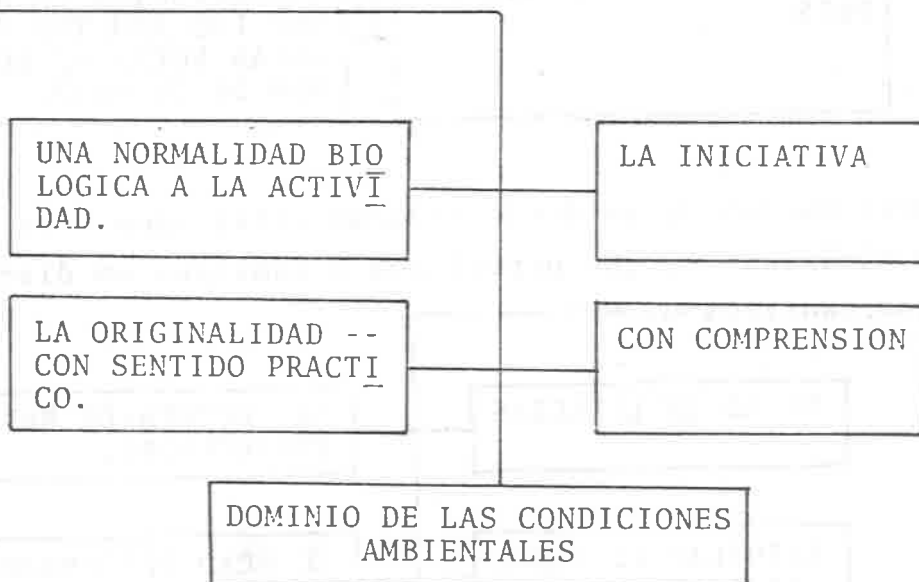 UNA NORMALIDAD BIO
LOGICA A LA ACTIVI
DAD.
LA INICIATIVA
LA ORIGINALIDAD --
CON SENTIDO PRACTI
CO.
CON COMPRENSION
DOMINIO DE LAS CONDICIONES
AMBIENTALES